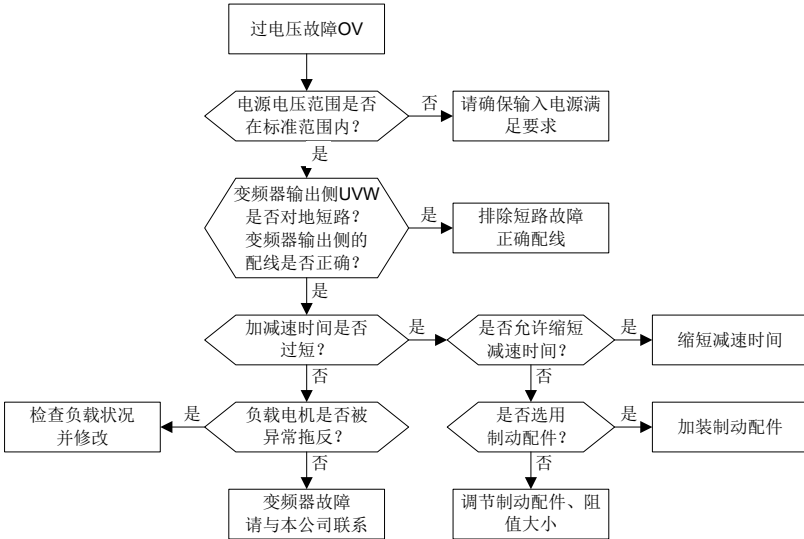 过电压故障OV
电源电压范围是否
在标准范围内？
否
请确保输入电源满
足要求
是
变频器输出侧UVW
是否对地短路？
变频器输出侧的
配线是否正确？
是
排除短路故障
正确配线
是
加减速时间是否
过短？
是
是否允许缩短
减速时间？
是
缩短减速时间
否
否
检查负载状况
并修改
是
负载电机是否被
异常拖反？
是否选用
制动配件？
是
加装制动配件
否
否
变频器故障
请与本公司联系
调节制动配件、阻
值大小